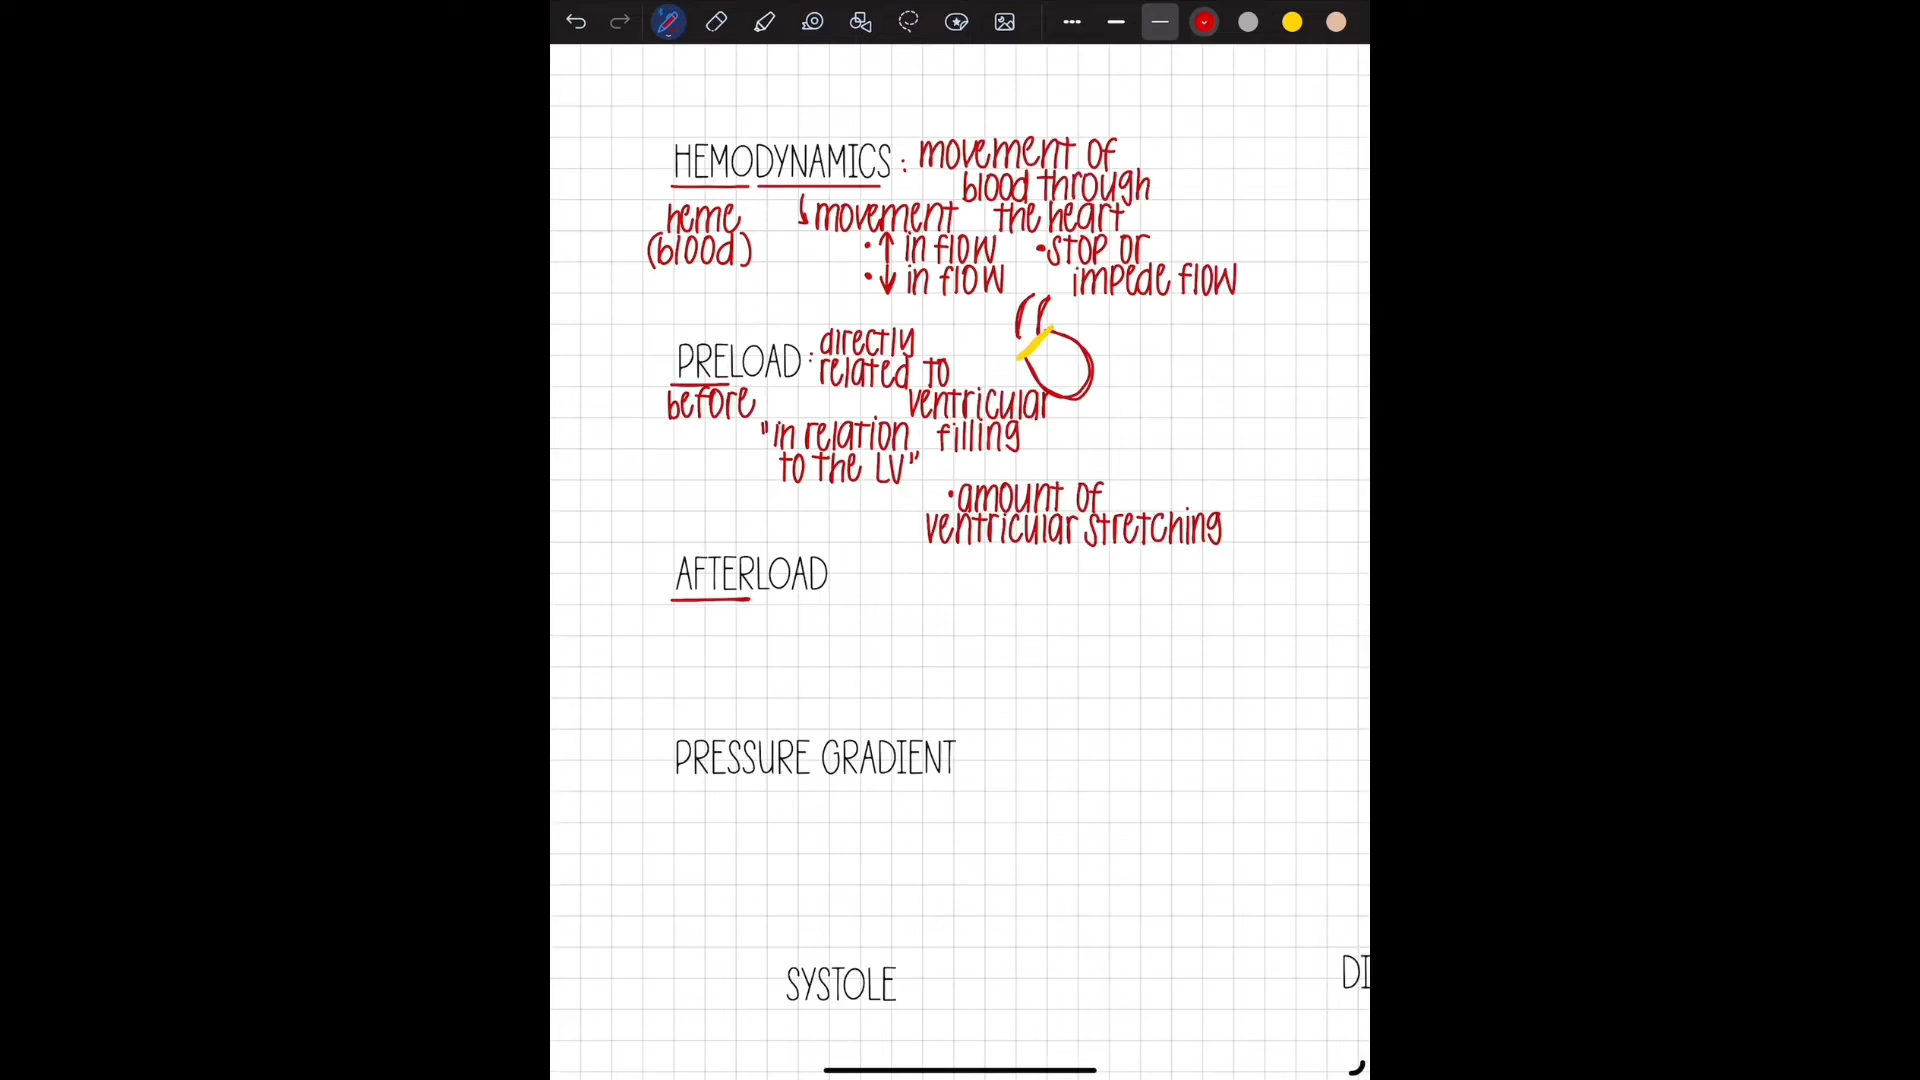 HEMODYNAMICS : movement of
blood through
the heart
heme
(blood)
↳ movement
• ↑ in flow
• ↓ in flow
• stop or
impede flow
PRELOAD : directly
related to
ventricular
filling
before
"in relation
to the LV"
• amount of
ventricular stretching
AFTERLOAD
PRESSURE GRADIENT
SYSTOLE
DI